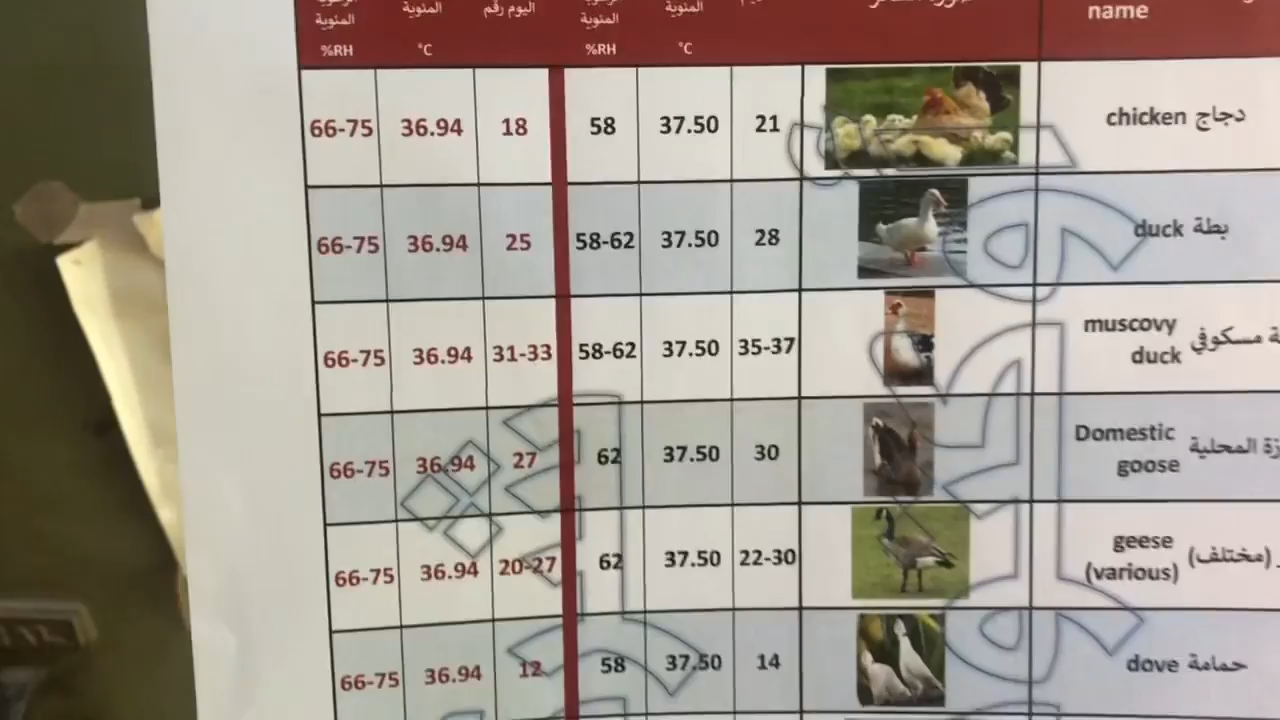 name
المئوية اليوم رقم
المئوية
المئوية
المئوية
%RH °C %RH °C
دجاج chicken 21 37.50 58 18 36.94 66-75
بطة duck 28 37.50 58-62 25 36.94 66-75
مسكوفي muscovy
duck 35-37 37.50 58-62 31-33 36.94 66-75
المحلية Domestic
goose 30 37.50 62 27 36.94 66-75
(مختلف) geese
(various) 22-30 37.50 62 20-27 36.94 66-75
حمامة dove 14 37.50 58 12 36.94 66-75